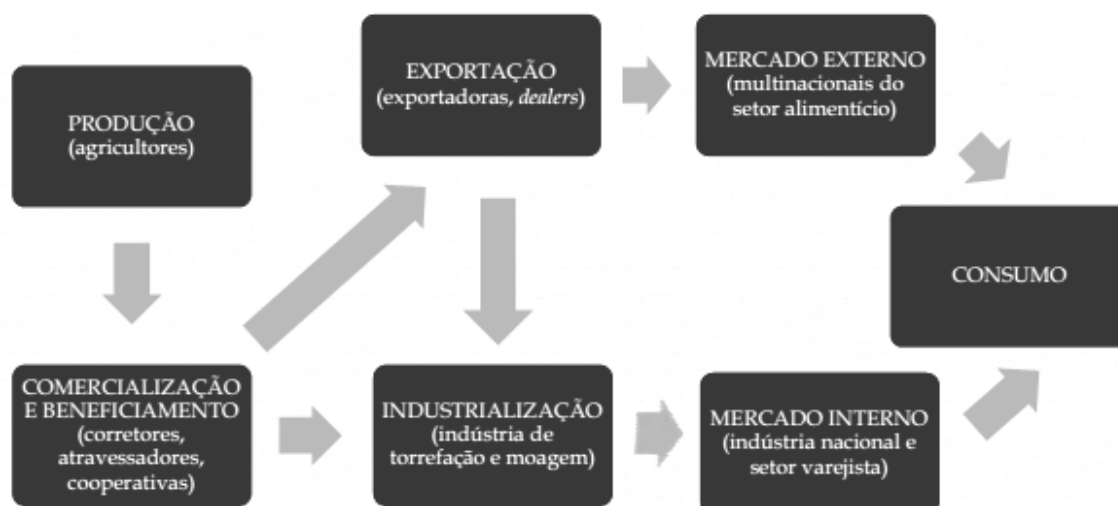 PRODUÇÃO
(agricultores)
COMERCIALIZAÇÃO
E BENEFICIAMENTO
(corretores,
atravessadores,
cooperativas)
EXPORTAÇÃO
(exportadoras, dealers)
INDUSTRIALIZAÇÃO
(indústria de
torrefação e moagem)
MERCADO EXTERNO
(multinacionais do
setor alimentício)
MERCADO INTERNO
(indústria nacional e
setor varejista)
CONSUMO